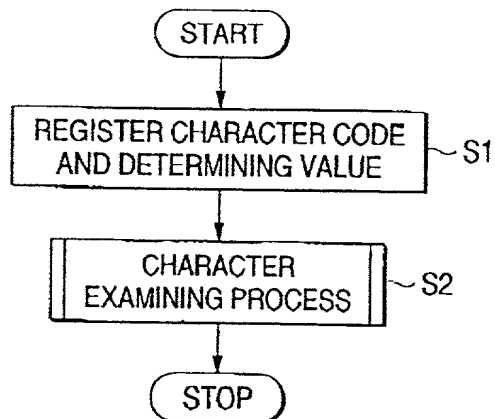 START
REGISTER CHARACTER CODE
AND DETERMINING VALUE
S1
CHARACTER
EXAMINING PROCESS
S2
STOP